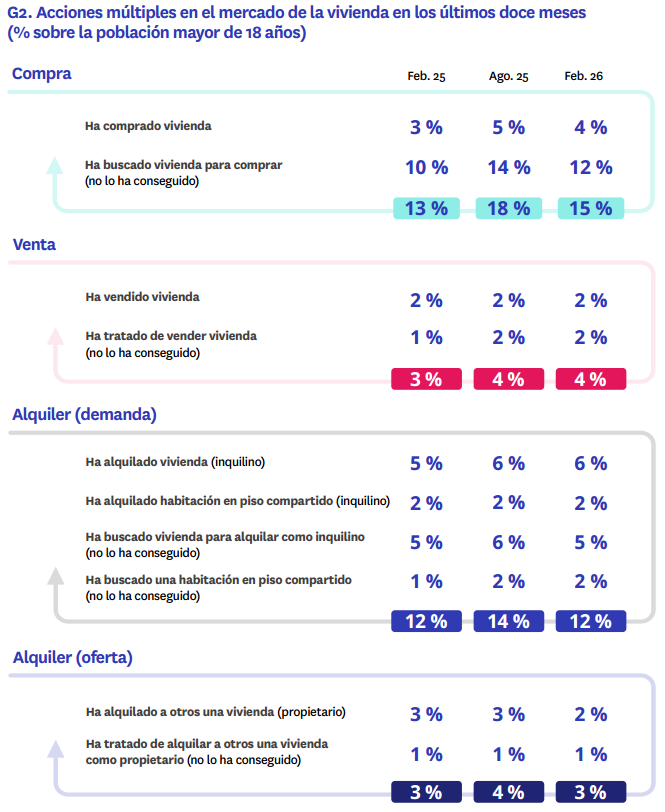 G2. Acciones múltiples en el mercado de la vivienda en los últimos doce meses
(% sobre la población mayor de 18 años)
Compra Feb. 25 Ago. 25 Feb. 26
Ha comprado vivienda 3 % 5 % 4 %
Ha buscado vivienda para comprar 10 % 14 % 12 %
(no lo ha conseguido)
13 % 18 % 15 %
Venta
Ha vendido vivienda 2 % 2 % 2 %
Ha tratado de vender vivienda 1 % 2 % 2 %
(no lo ha conseguido)
3 % 4 % 4 %
Alquiler (demanda)
Ha alquilado vivienda (inquilino) 5 % 6 % 6 %
Ha alquilado habitación en piso compartido (inquilino) 2 % 2 % 2 %
Ha buscado vivienda para alquilar como inquilino 5 % 6 % 5 %
(no lo ha conseguido)
Ha buscado una habitación en piso compartido 1 % 2 % 2 %
(no lo ha conseguido)
12 % 14 % 12 %
Alquiler (oferta)
Ha alquilado a otros una vivienda (propietario) 3 % 3 % 2 %
Ha tratado de alquilar a otros una vivienda 1 % 1 % 1 %
como propietario (no lo ha conseguido)
3 % 4 % 3 %